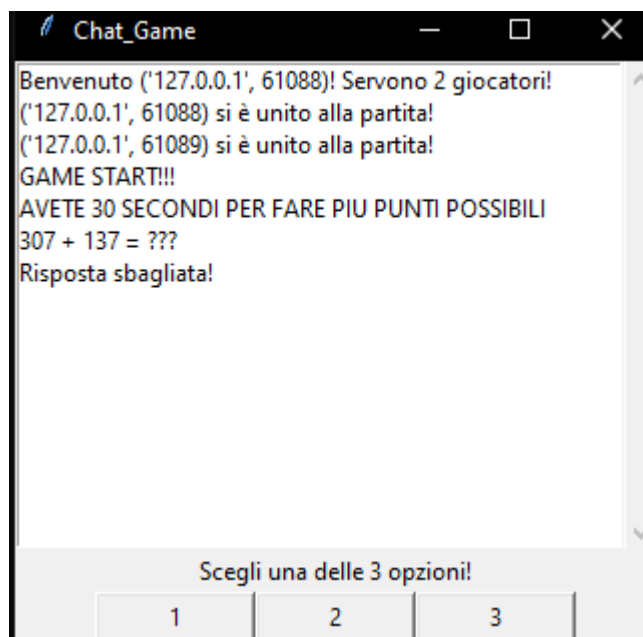 Chat_Game
Benvenuto ('127.0.0.1', 61088)! Servono 2 giocatori!
('127.0.0.1', 61088) si è unito alla partita!
('127.0.0.1', 61089) si è unito alla partita!
GAME START!!!
AVETE 30 SECONDI PER FARE PIU PUNTI POSSIBILI
307 + 137 = ???
Risposta sbagliata!
Scegli una delle 3 opzioni!
1 2 3